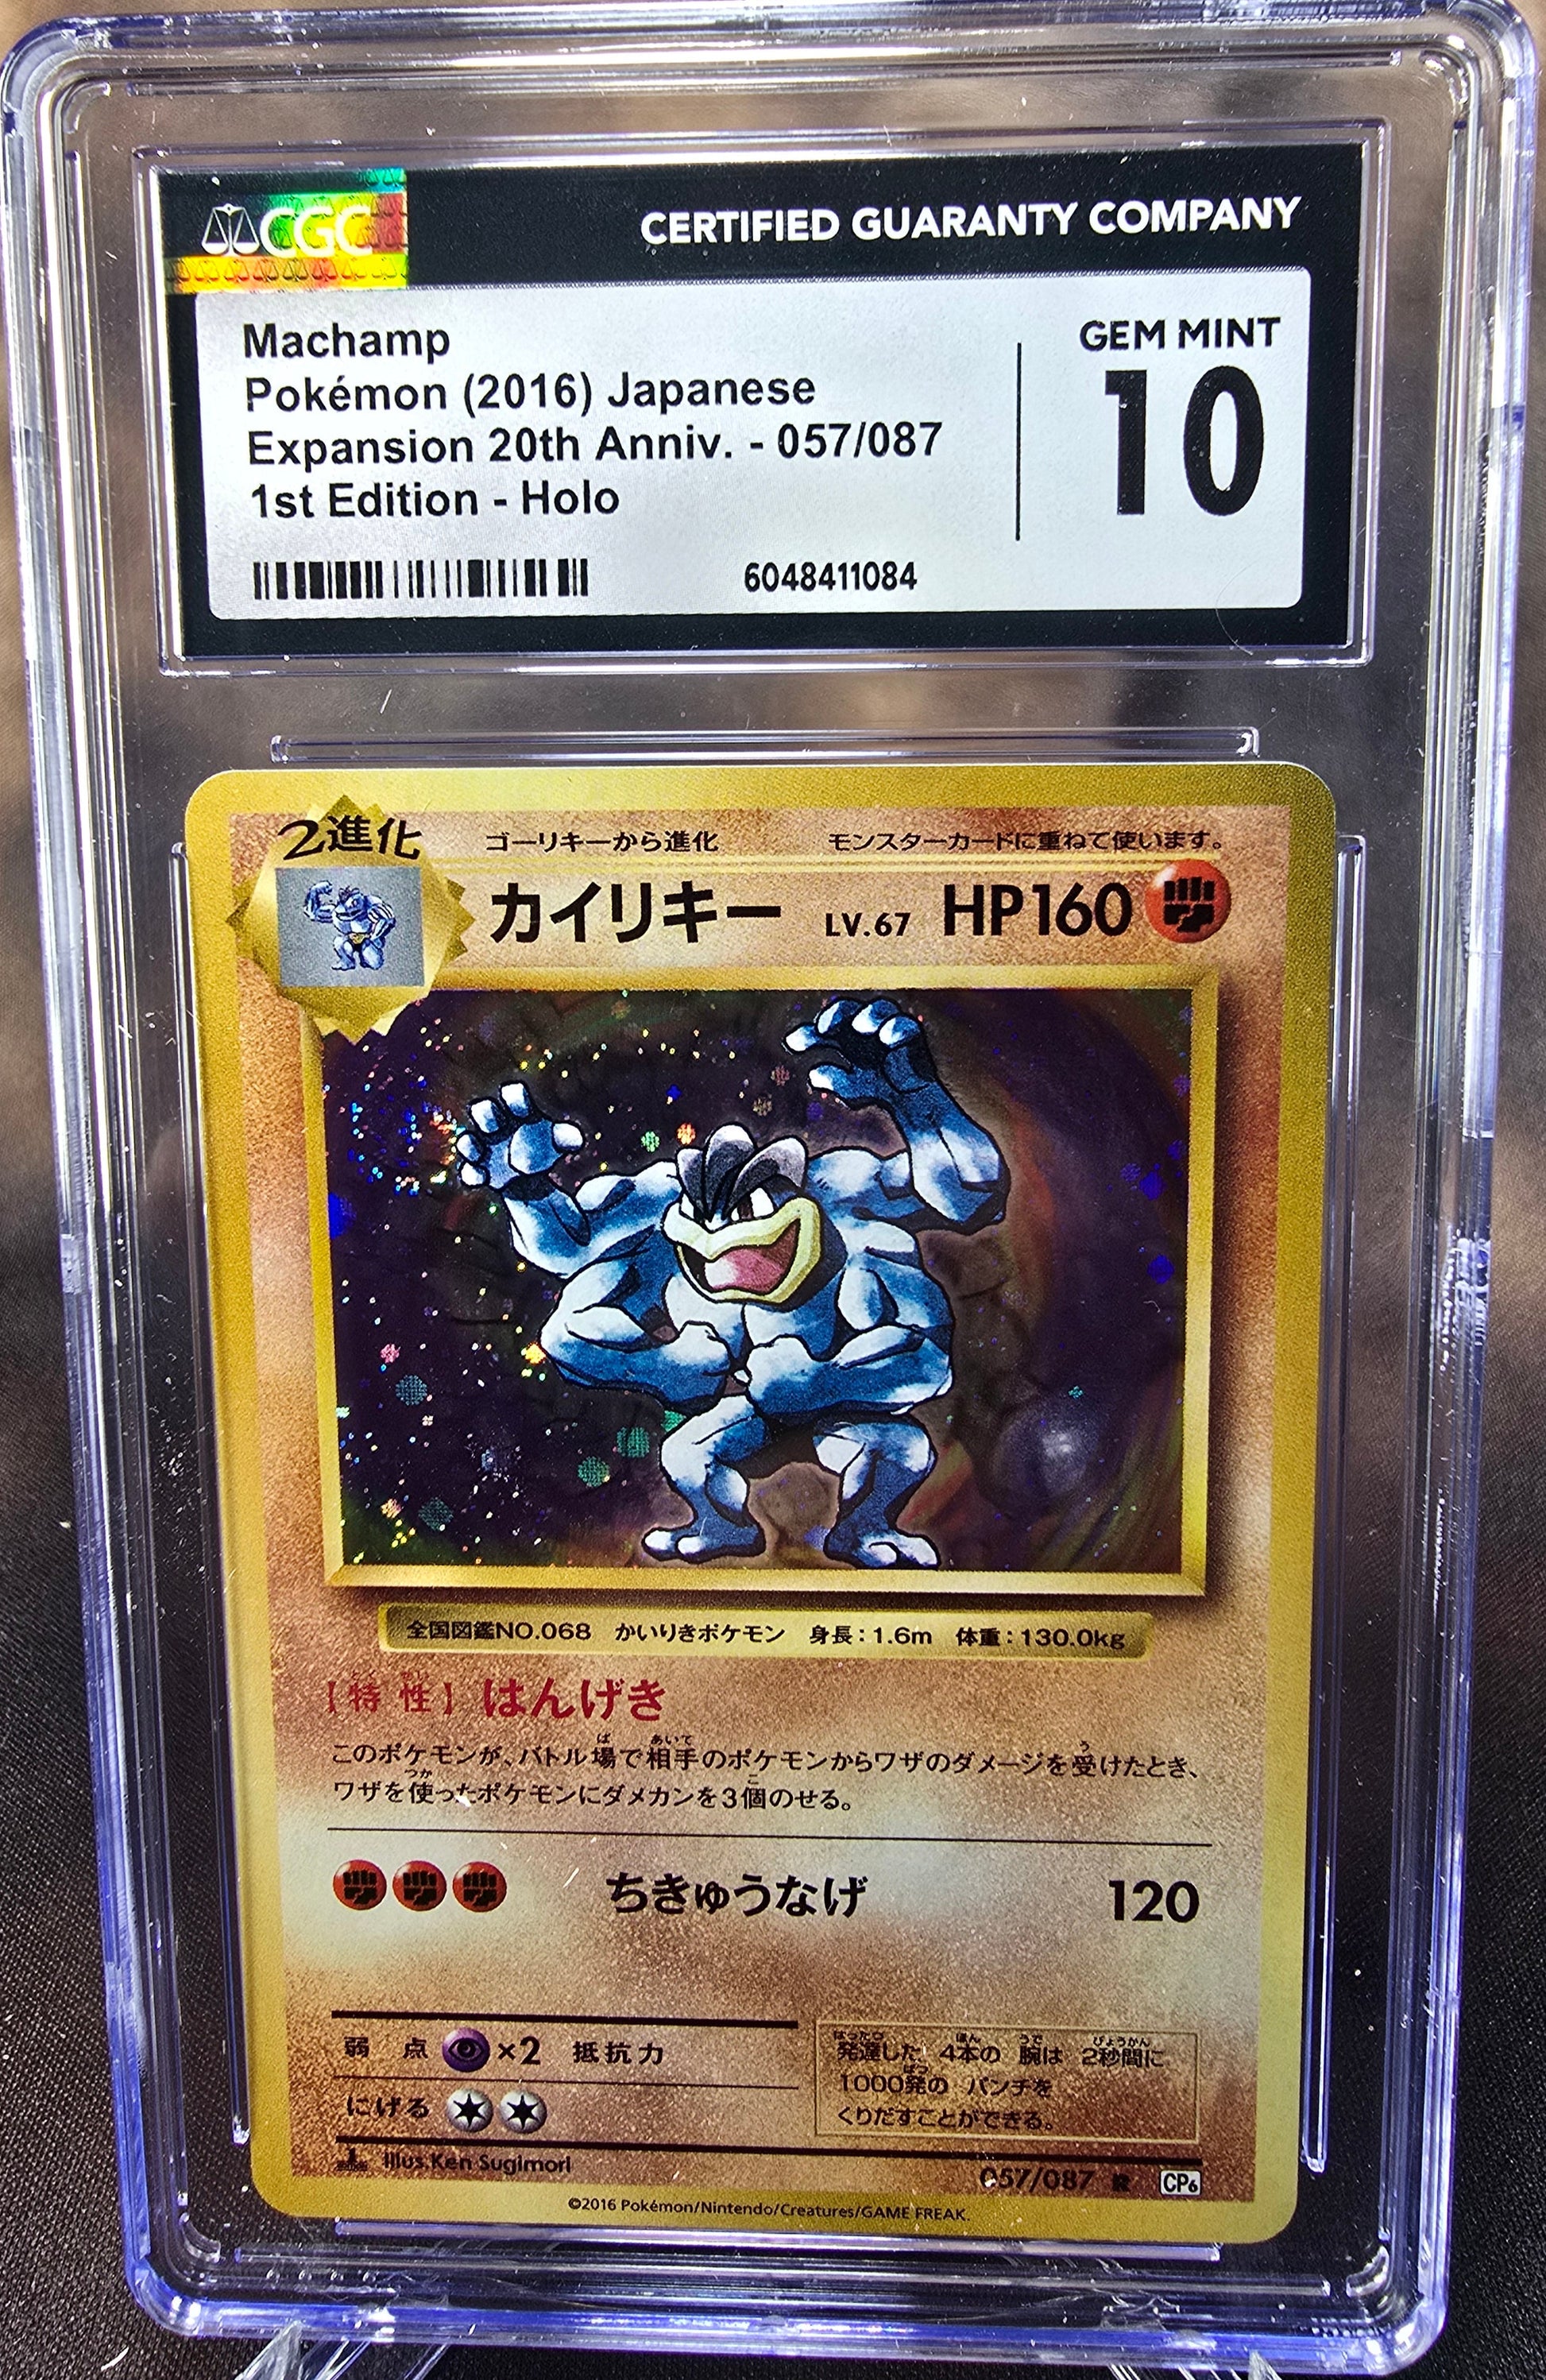 CGC
CERTIFIED GUARANTY COMPANY
Machamp
Pokémon (2016) Japanese
Expansion 20th Anniv. - 057/087
1st Edition - Holo
GEM MINT
10
6048411084
2進化
ゴーリキーから進化
モンスターカードに重ねて使います。
カイリキー LV.67 HP160
全国図鑑NO.068 かいりきポケモン 身長：1.6m 体重：130.0kg
【特性】 はんげき
このポケモンが、バトル場で相手のポケモンからワザのダメージを受けたとき、
ワザを使ったポケモンにダメカンを3個のせる。
ちきゅうなげ 120
弱点 ×2 抵抗力
にげる
発達した 4本の 腕は 2秒間に
1000発の パンチを
くりだすことができる。
Illus.Ken Sugimori
057/087 R CP6
©2016 Pokémon/Nintendo/Creatures/GAME FREAK.